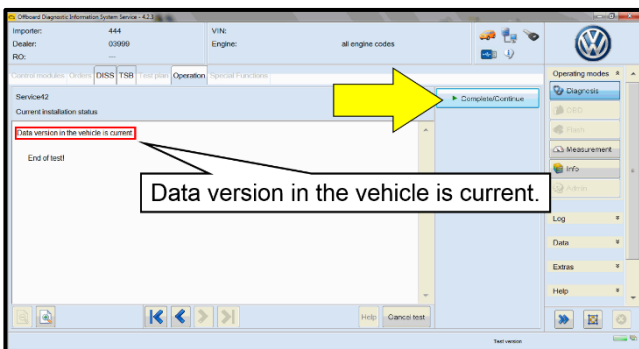 Offboard Diagnostic Information System Service - 4.2.3
Importer: 444 VIN:
Dealer: 03999 Engine: all engine codes
RO: ---
Control modules Orders DISS TSB Test plan Operation Special Functions
Operating modes
Service42
Complete/Continue
Diagnosis
Current installation status
OBD
Data version in the vehicle is current.
Flash
End of test!
Measurement
Info
Data version in the vehicle is current.
Admin
Log
Data
Extras
Help
Help Cancel test
Test version